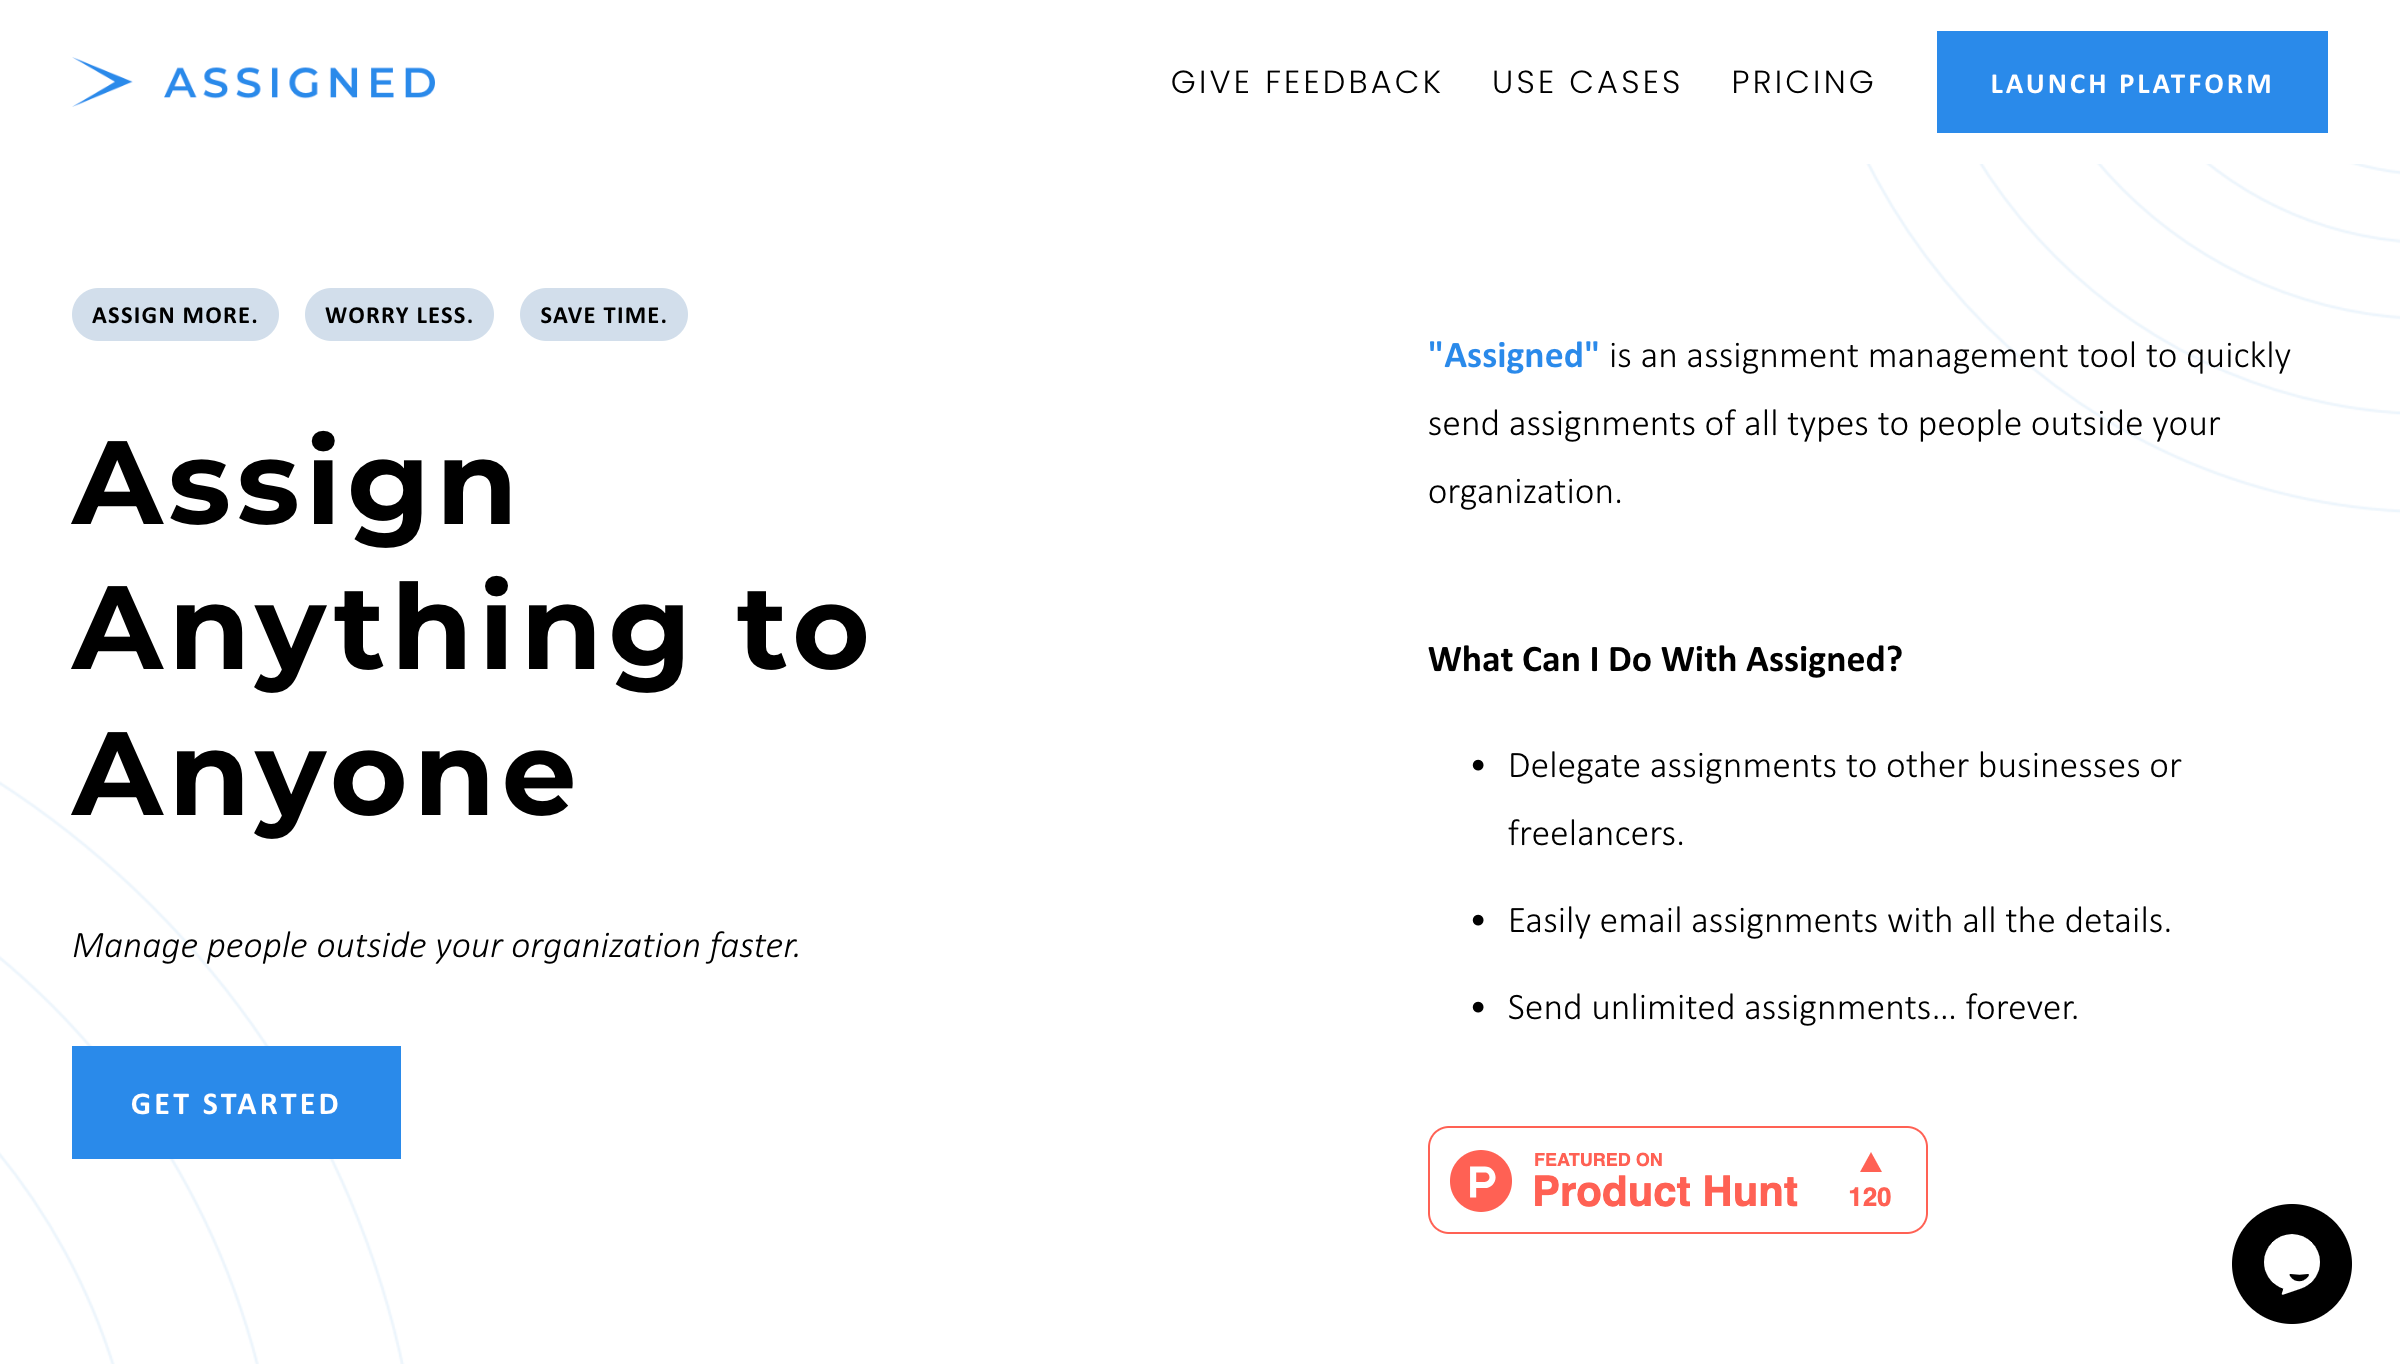 ASSIGNED
GIVE FEEDBACK
USE CASES
PRICING
LAUNCH PLATFORM
ASSIGN MORE.
WORRY LESS.
SAVE TIME.
Assign
Anything to
Anyone
Manage people outside your organization faster.
GET STARTED
"Assigned" is an assignment management tool to quickly
send assignments of all types to people outside your
organization.
What Can I Do With Assigned?
• Delegate assignments to other businesses or
freelancers.
• Easily email assignments with all the details.
• Send unlimited assignments... forever.
P
FEATURED ON
Product Hunt
120